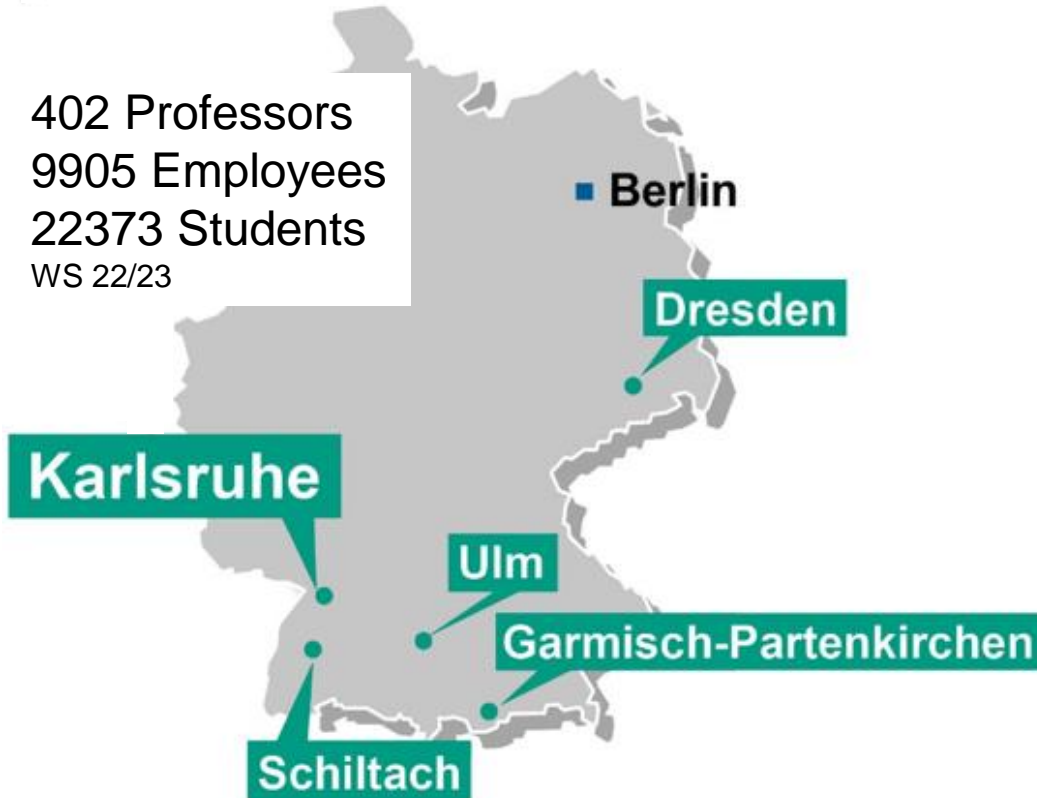 402 Professors
9905 Employees
22373 Students
WS 22/23
Berlin
Dresden
Karlsruhe
Ulm
Garmisch-Partenkirchen
Schiltach